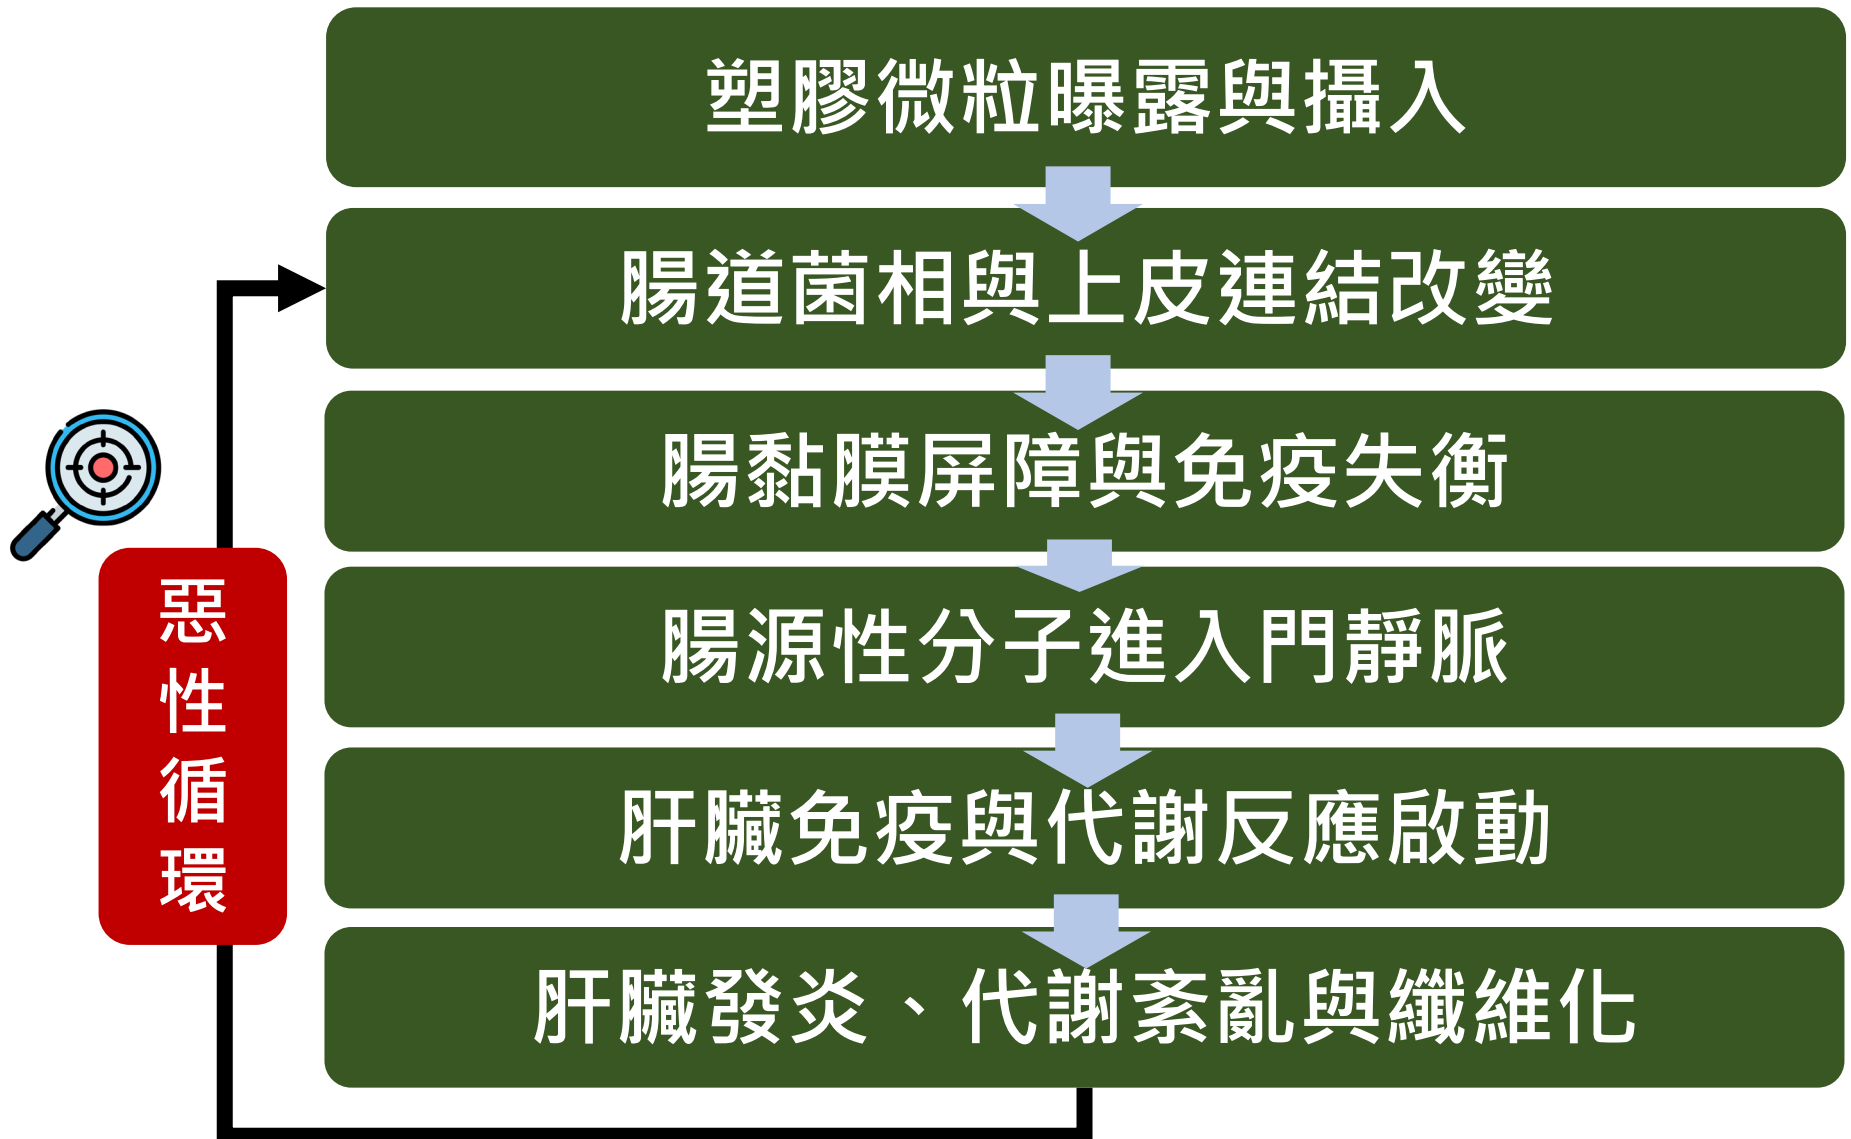 塑膠微粒曝露與攝入
腸道菌相與上皮連結改變
腸黏膜屏障與免疫失衡
腸源性分子進入門靜脈
肝臟免疫與代謝反應啟動
肝臟發炎、代謝紊亂與纖維化
惡
性
循
環